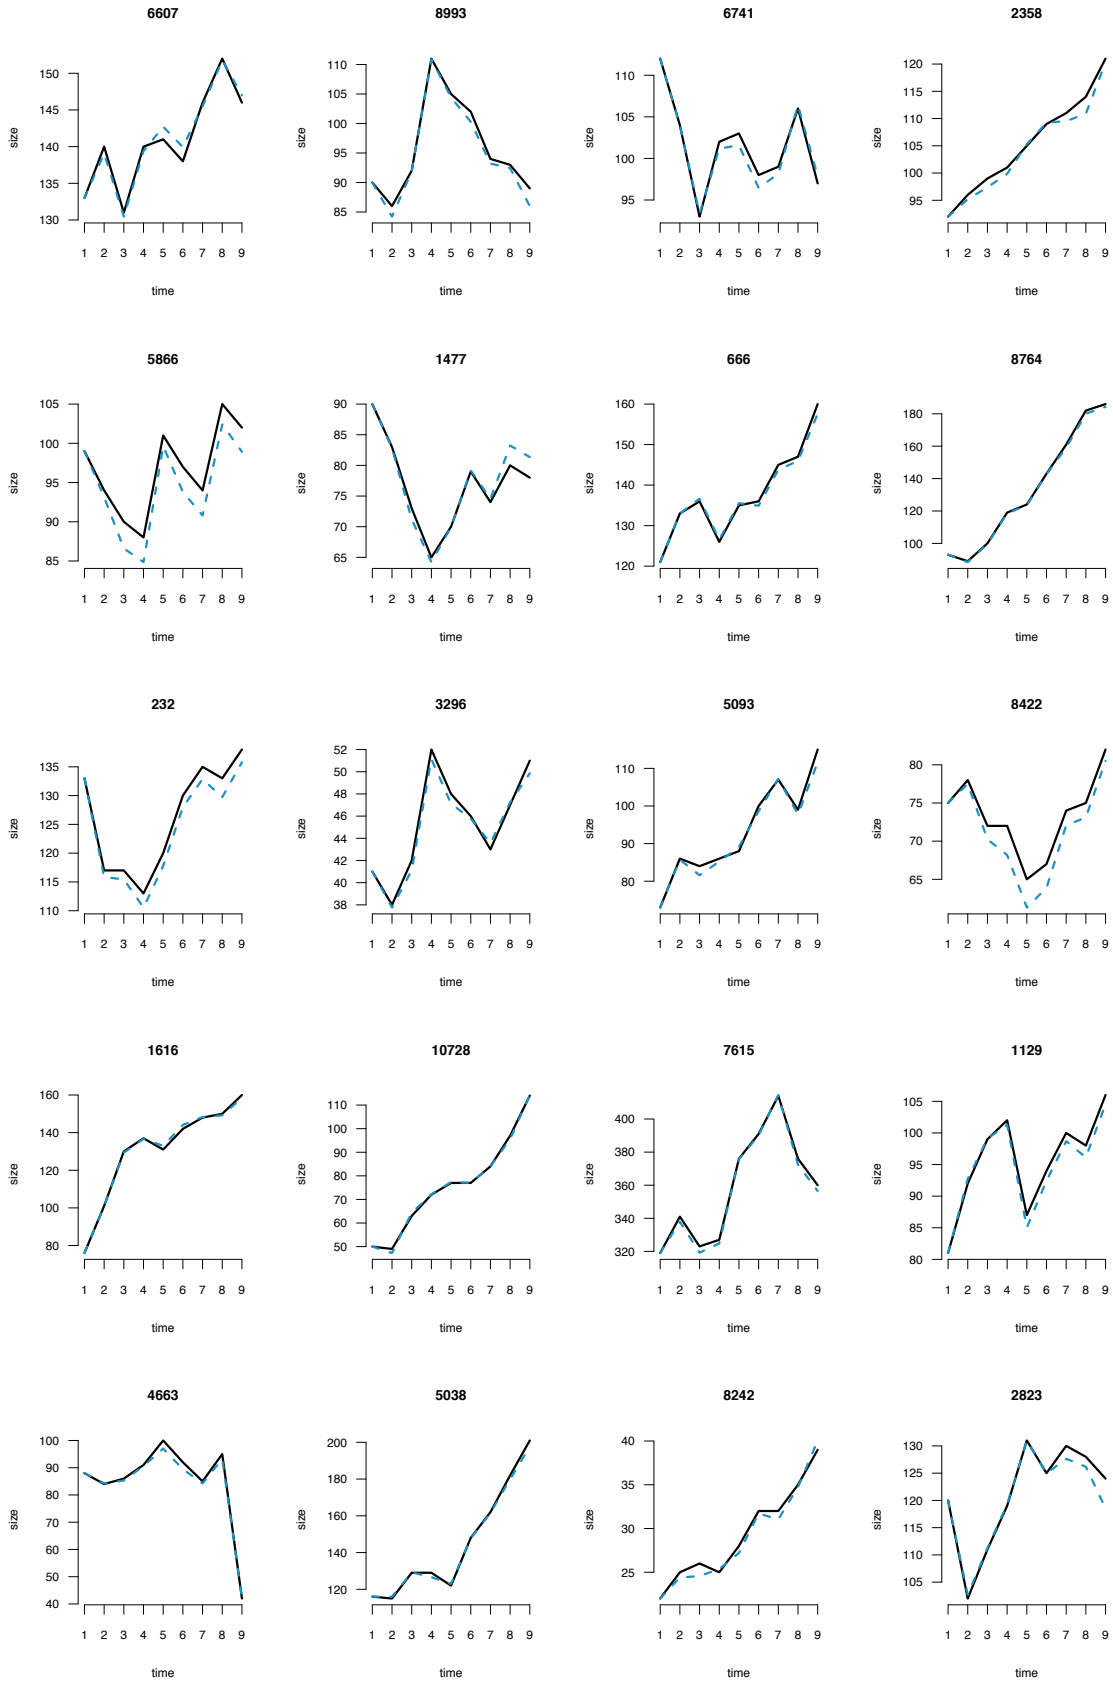 6607 8993 6741 2358
size 150 145 140 135 130 1 2 3 4 5 6 7 8 9 time
size 110 105 100 95 90 85 1 2 3 4 5 6 7 8 9 time
size 110 105 100 95 1 2 3 4 5 6 7 8 9 time
size 120 115 110 105 100 95 1 2 3 4 5 6 7 8 9 time
5866 1477 666 8764
size 105 100 95 90 85 1 2 3 4 5 6 7 8 9 time
size 90 85 80 75 70 65 1 2 3 4 5 6 7 8 9 time
size 160 150 140 130 120 1 2 3 4 5 6 7 8 9 time
size 180 160 140 120 100 1 2 3 4 5 6 7 8 9 time
232 3296 5093 8422
size 135 130 125 120 115 110 1 2 3 4 5 6 7 8 9 time
size 52 50 48 46 44 42 40 38 1 2 3 4 5 6 7 8 9 time
size 110 100 90 80 1 2 3 4 5 6 7 8 9 time
size 80 75 70 65 1 2 3 4 5 6 7 8 9 time
1616 10728 7615 1129
size 160 140 120 100 80 1 2 3 4 5 6 7 8 9 time
size 110 100 90 80 70 60 50 1 2 3 4 5 6 7 8 9 time
size 400 380 360 340 320 1 2 3 4 5 6 7 8 9 time
size 105 100 95 90 85 80 1 2 3 4 5 6 7 8 9 time
4663 5038 8242 2823
size 100 90 80 70 60 50 40 1 2 3 4 5 6 7 8 9 time
size 200 180 160 140 120 1 2 3 4 5 6 7 8 9 time
size 40 35 30 25 1 2 3 4 5 6 7 8 9 time
size 130 125 120 115 110 105 1 2 3 4 5 6 7 8 9 time